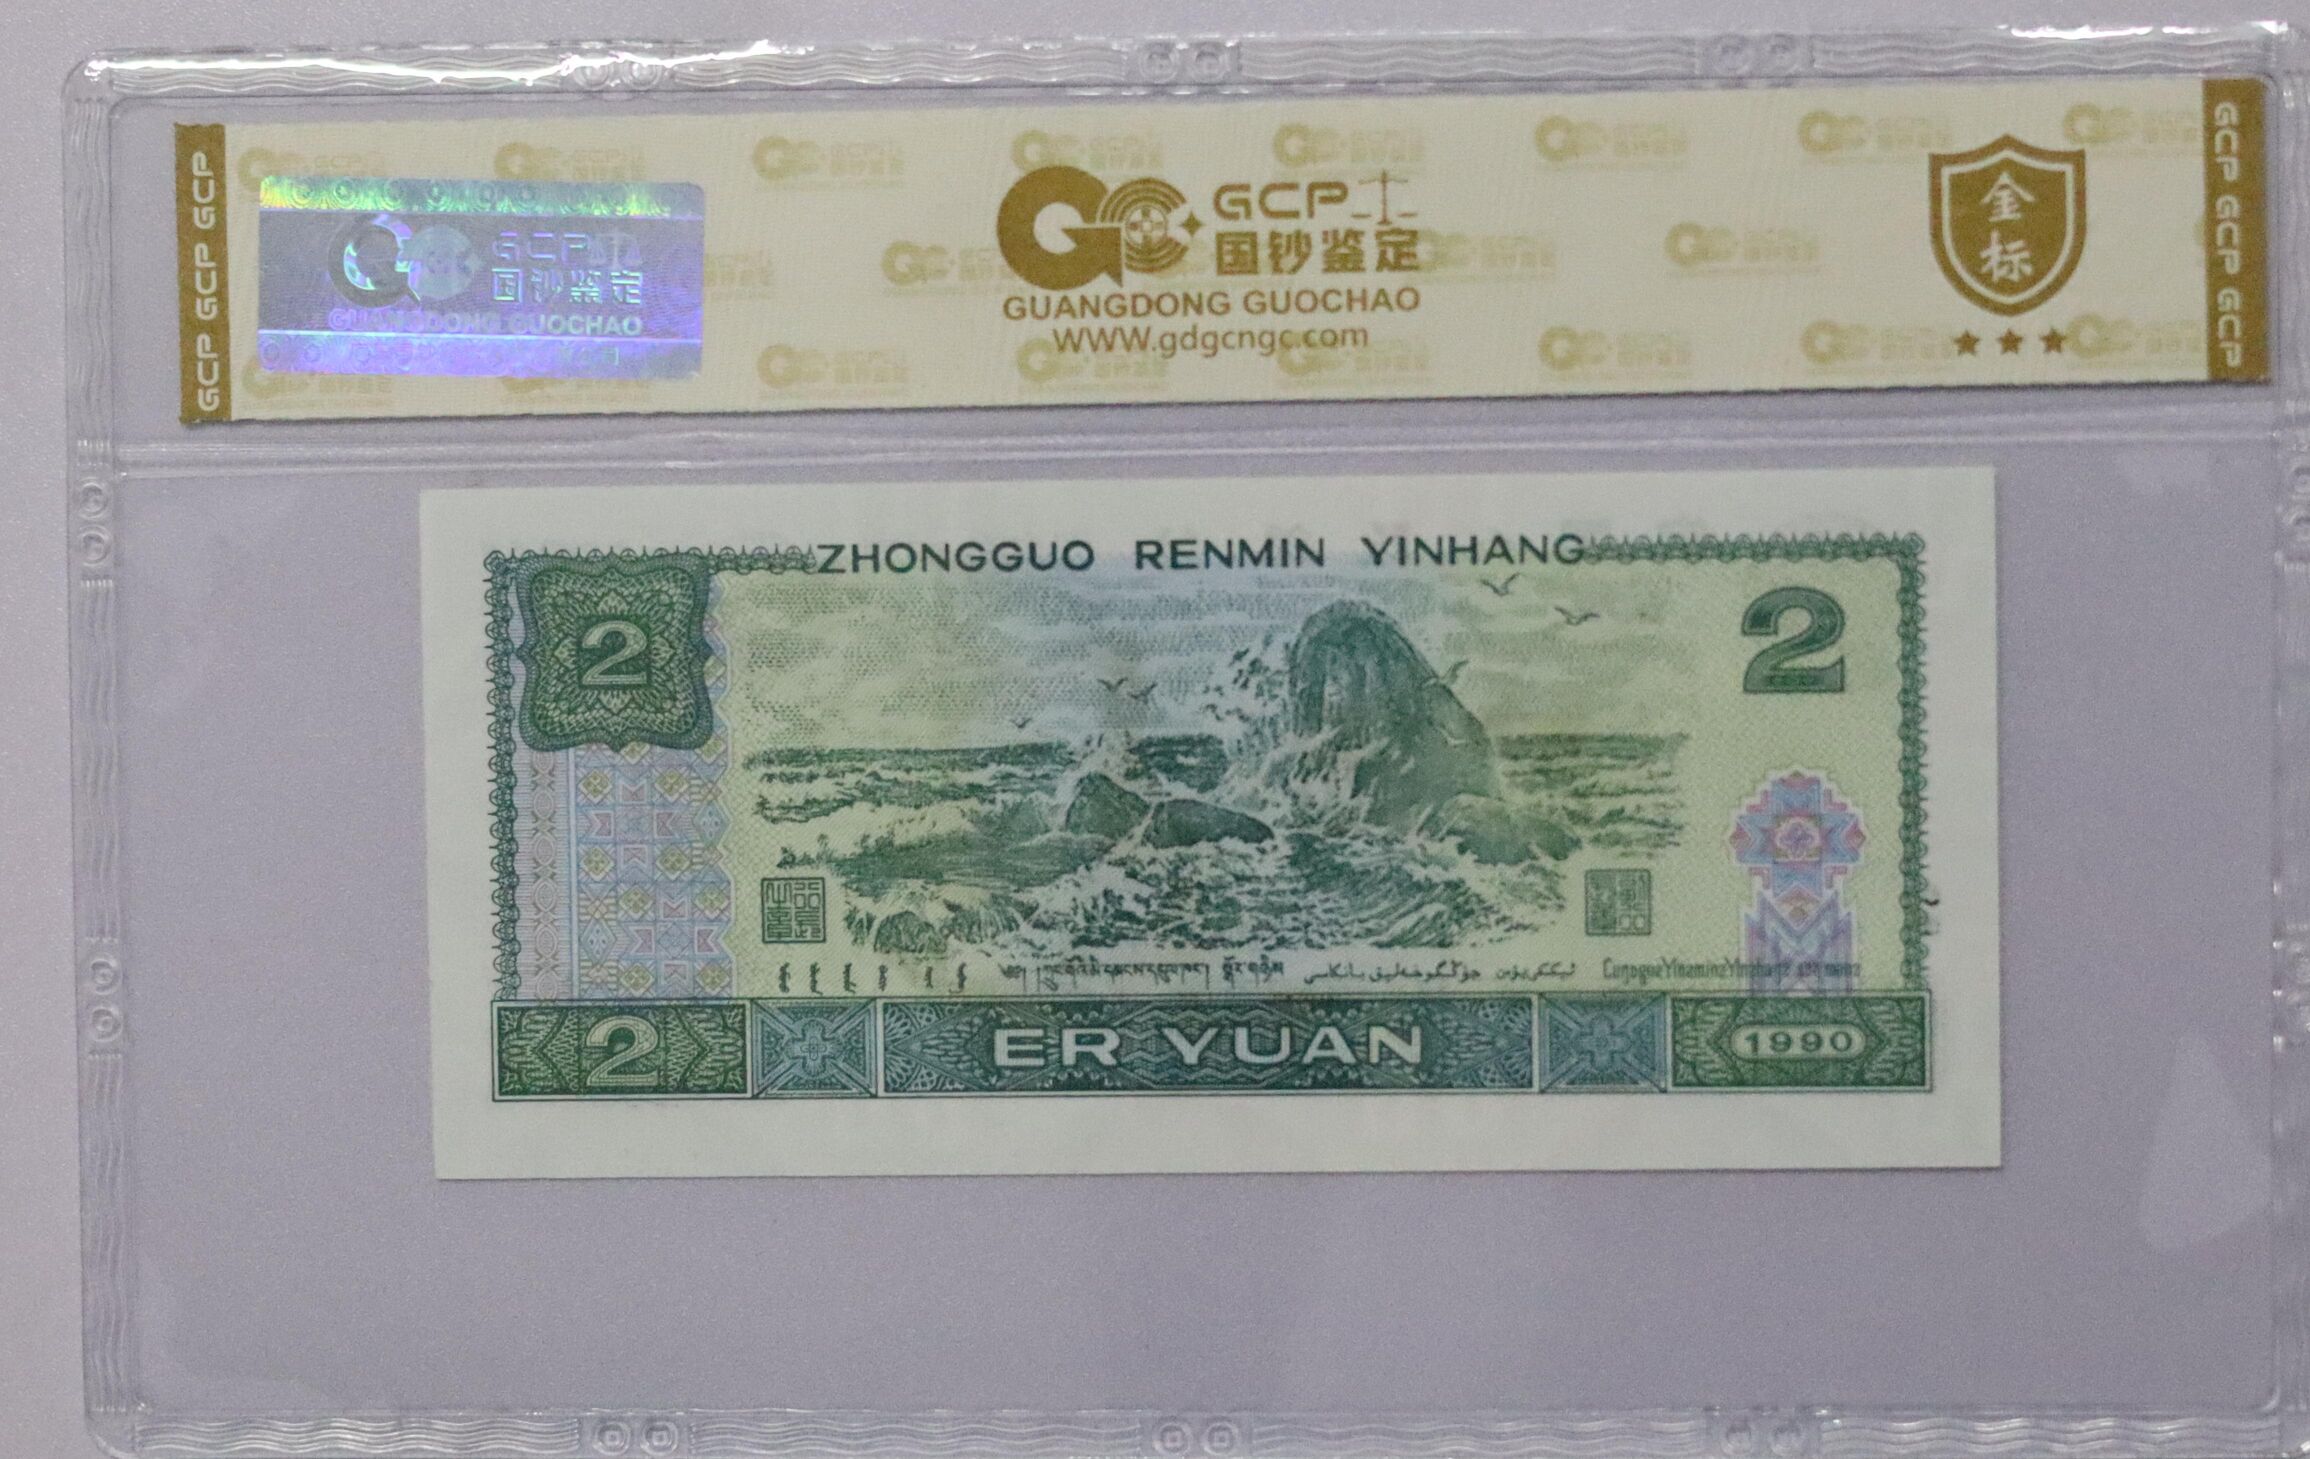 GCP GCP GCP
GCP
国钞鉴定
GUANGDONG GUOCHAO
GCP
国钞鉴定
GUANGDONG GUOCHAO
WWW.gdgcngc.com
金标
GCP GCP GCP
ZHONGGUO RENMIN YINHANG
2
2
2
ER YUAN
1990